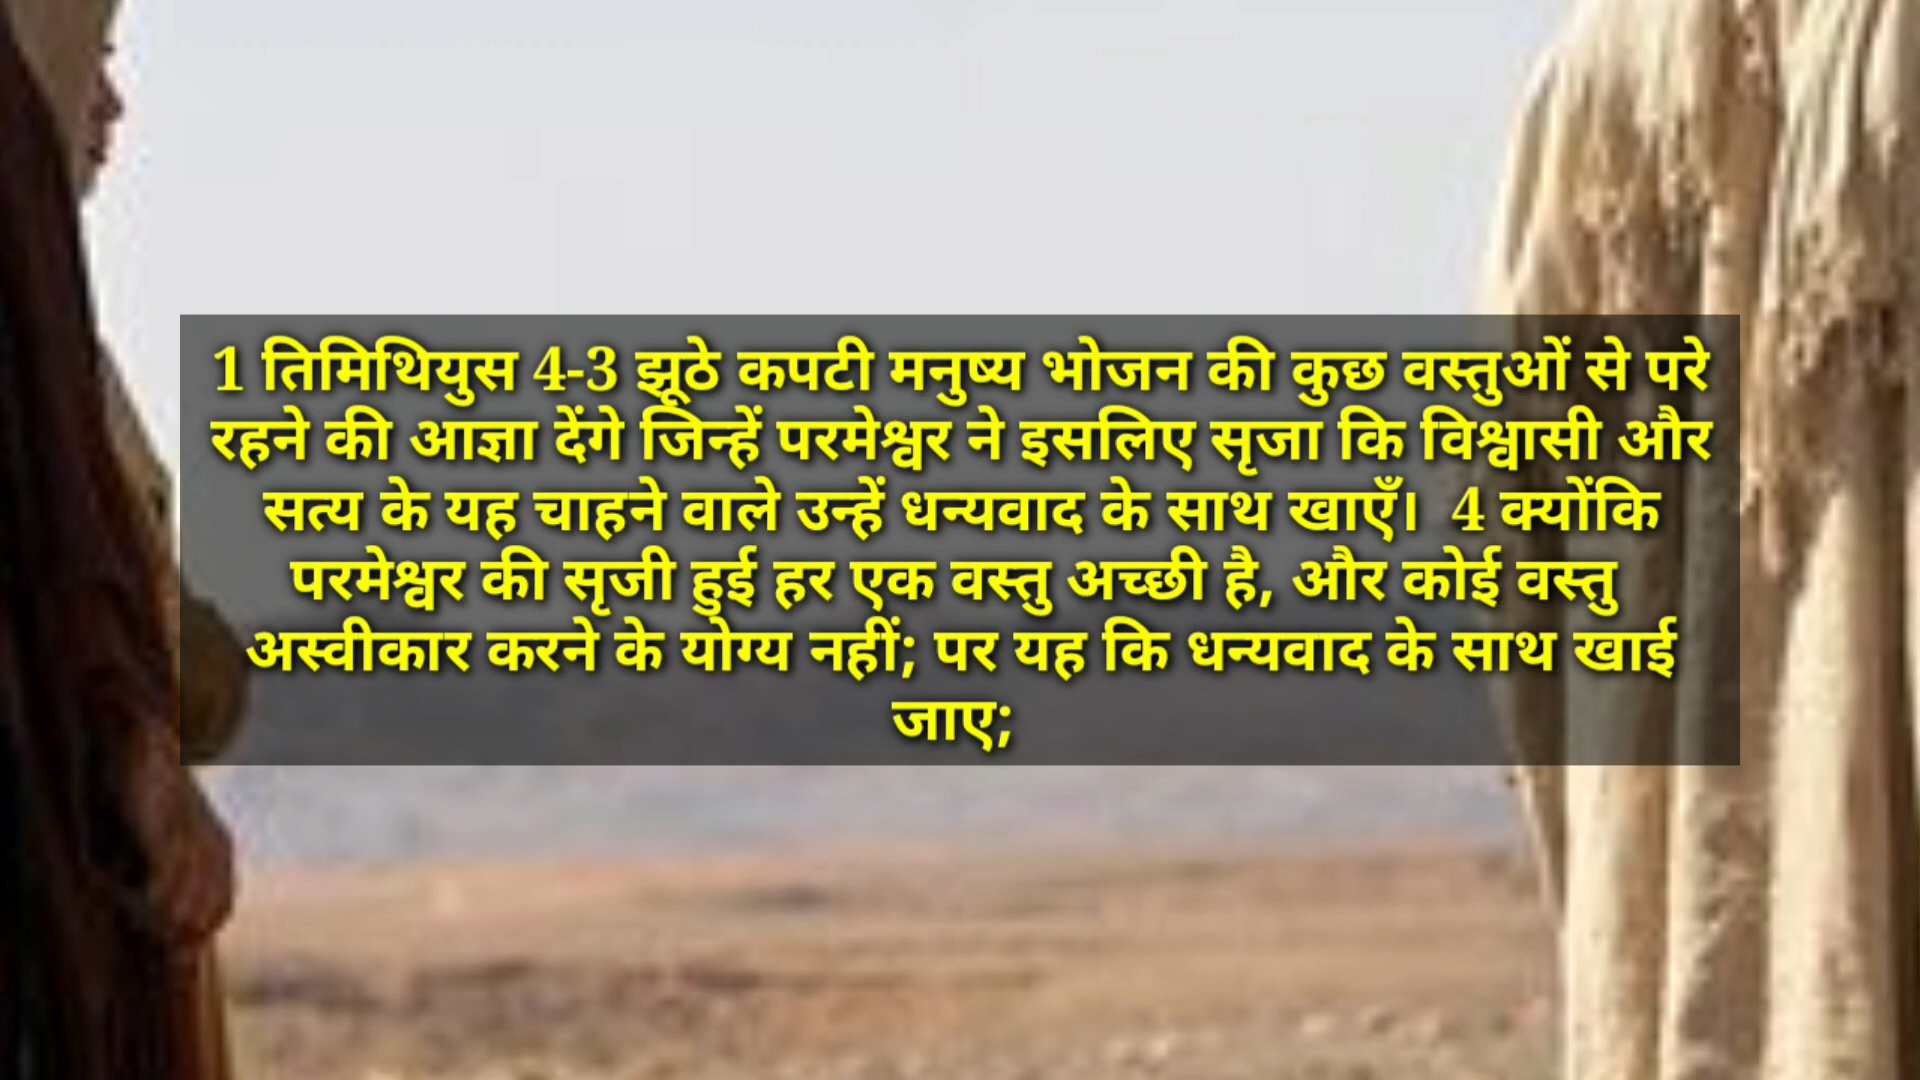 1 तिमिथियुस 4-3 झूठे कपटी मनुष्य भोजन की कुछ वस्तुओं से परे
रहने की आज्ञा देंगे जिन्हें परमेश्वर ने इसलिए सृजा कि विश्वासी और
सत्य के यह चाहने वाले उन्हें धन्यवाद के साथ खाएँ। 4 क्योंकि
परमेश्वर की सृजी हुई हर एक वस्तु अच्छी है, और कोई वस्तु
अस्वीकार करने के योग्य नहीं; पर यह कि धन्यवाद के साथ खाई
जाए;